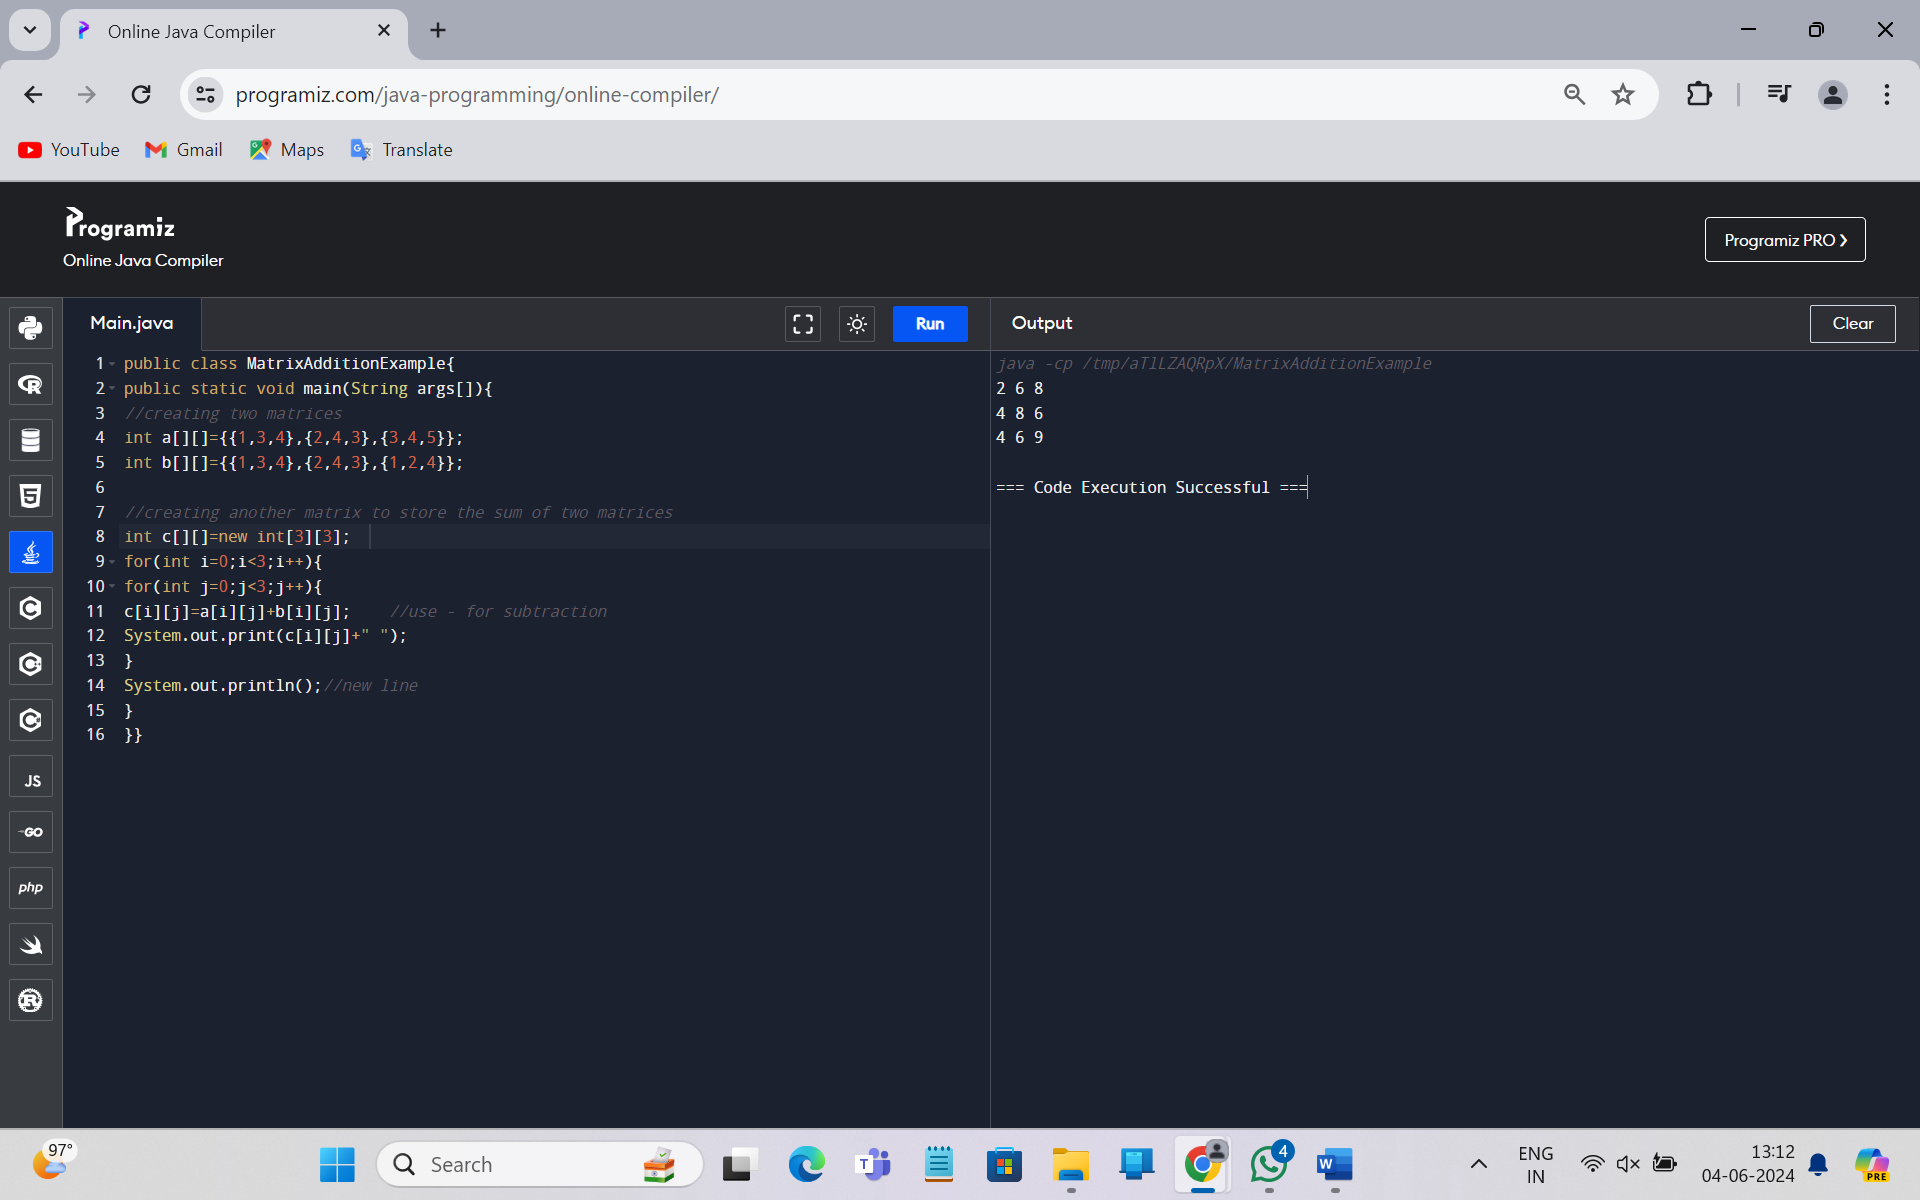 Online Java Compiler
programiz.com/java-programming/online-compiler/
YouTube
Gmail
Maps
Translate
Programiz
Online Java Compiler
Programiz PRO ❯
Main.java
Run
1 public class MatrixAdditionExample{
2 public static void main(String args[]){
3 //creating two matrices
4 int a[][]={{1,3,4},{2,4,3},{3,4,5}};
5 int b[][]={{1,3,4},{2,4,3},{1,2,4}};
6
7 //creating another matrix to store the sum of two matrices
8 int c[][]=new int[3][3];
9 for(int i=0;i<3;i++){
10 for(int j=0;j<3;j++){
11 c[i][j]=a[i][j]+b[i][j];    //use - for subtraction
12 System.out.print(c[i][j]+" ");
13 }
14 System.out.println();//new line
15 }
16 }}
Output
Clear
java -cp /tmp/aTlLZAQRpX/MatrixAdditionExample
2 6 8
4 8 6
4 6 9
=== Code Execution Successful ===
R
5
C
C
C
JS
GO
php
R
97°
Search
T
4
W
ENG
IN
13:12
04-06-2024
PRE